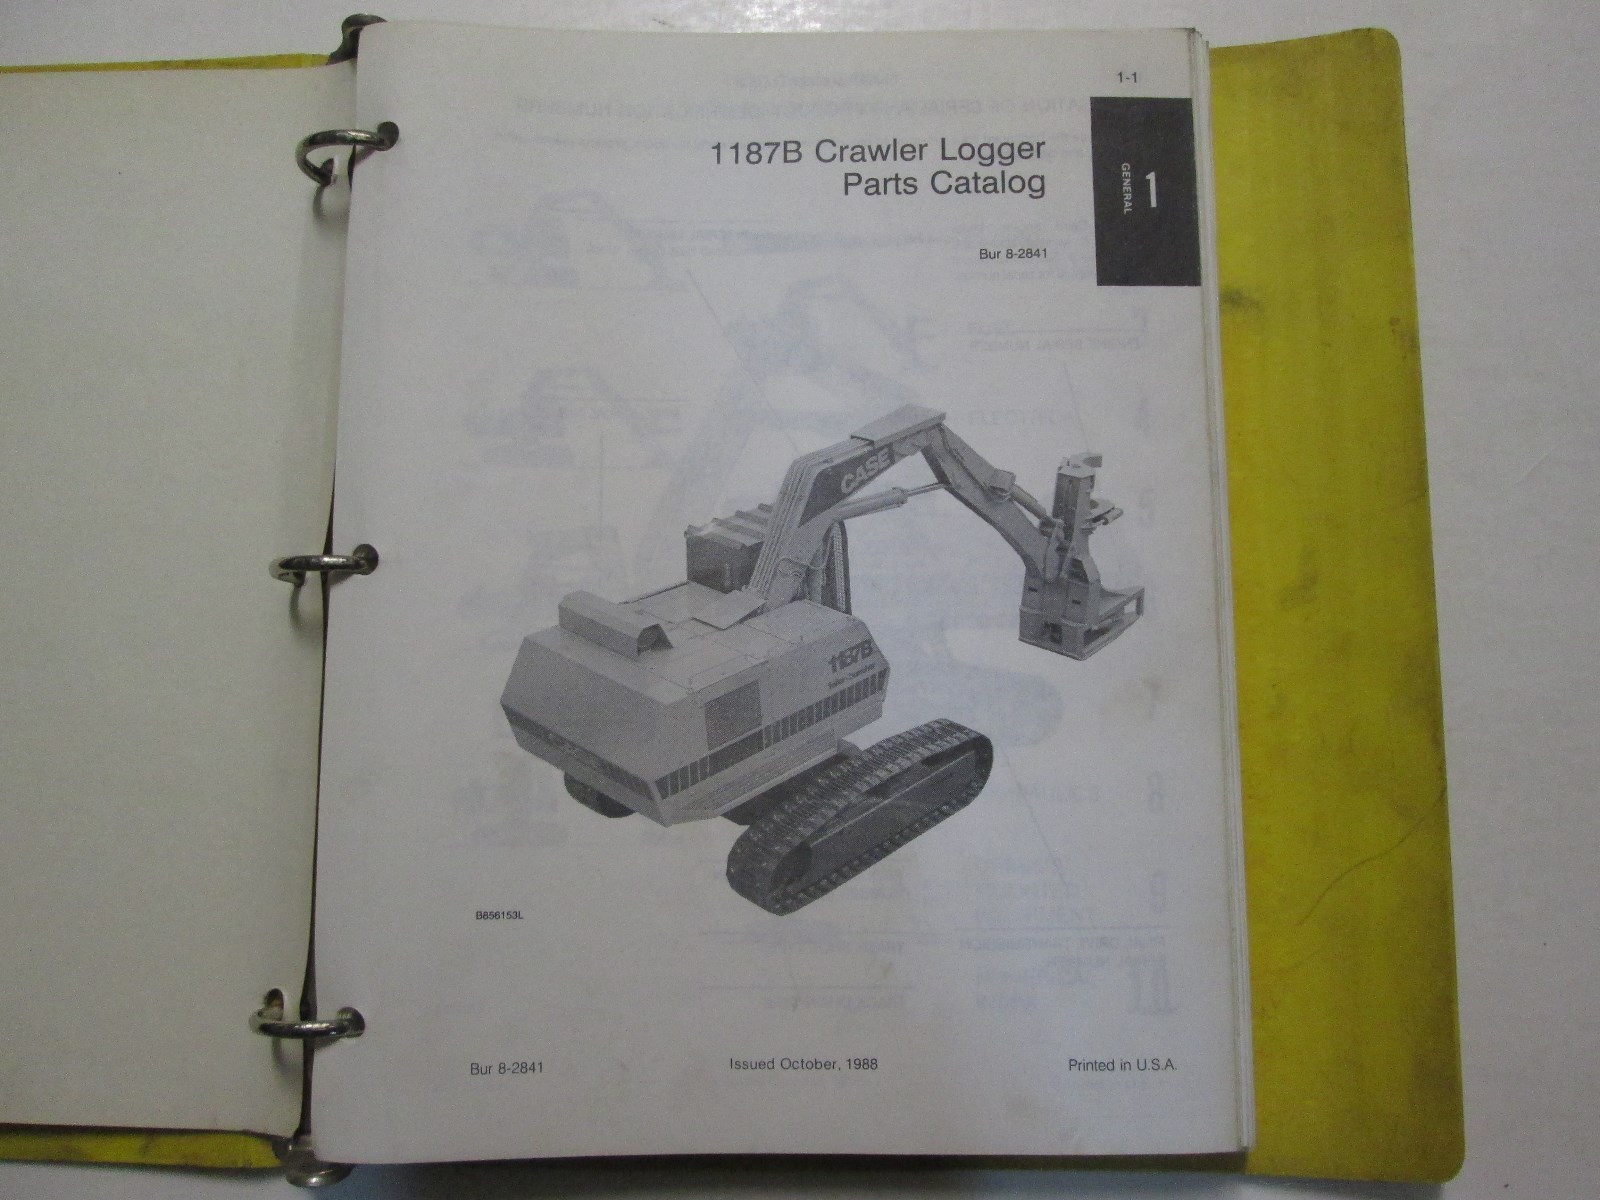 1-1
1187B Crawler Logger
Parts Catalog
Bur 8-2841
1
GENERAL
CASE
1187B
B856153L
Bur 8-2841
Issued October, 1988
Printed in U.S.A.